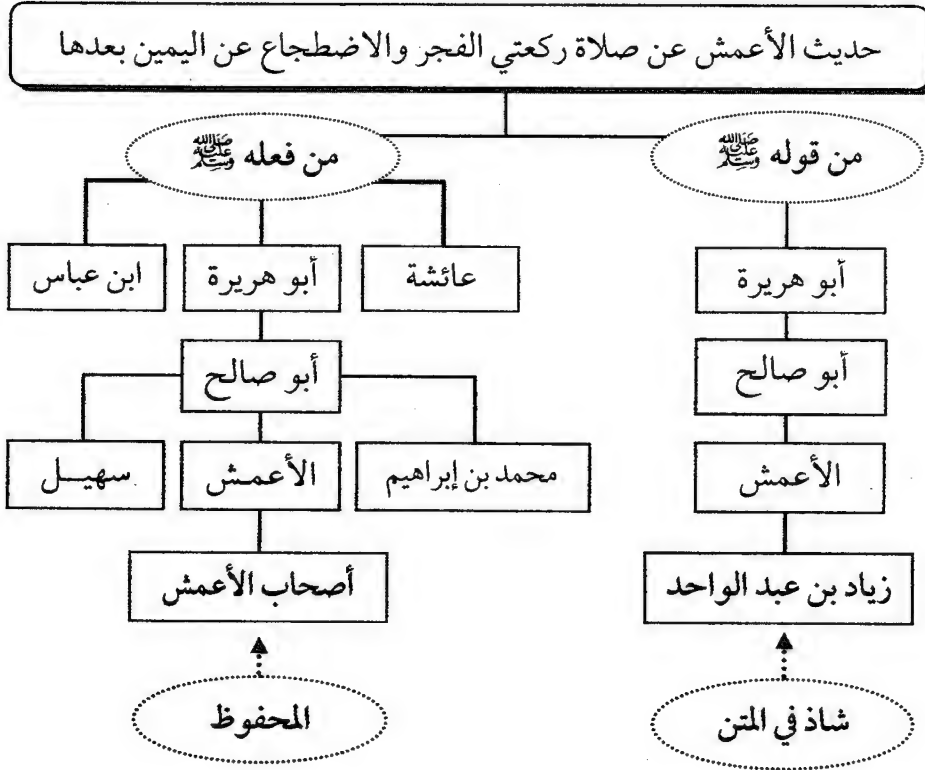 حديث الأعمش عن صلاة ركعتي الفجر والاضطجاع عن اليمين بعدها
من قوله ﷺ
من فعله ﷺ
أبو هريرة
عائشة
أبو هريرة
ابن عباس
أبو صالح
أبو صالح
الأعمش
محمد بن إبراهيم
الأعمش
سهيــل
زياد بن عبد الواحد
أصحاب الأعمش
شاذ في المتن
المحفوظ